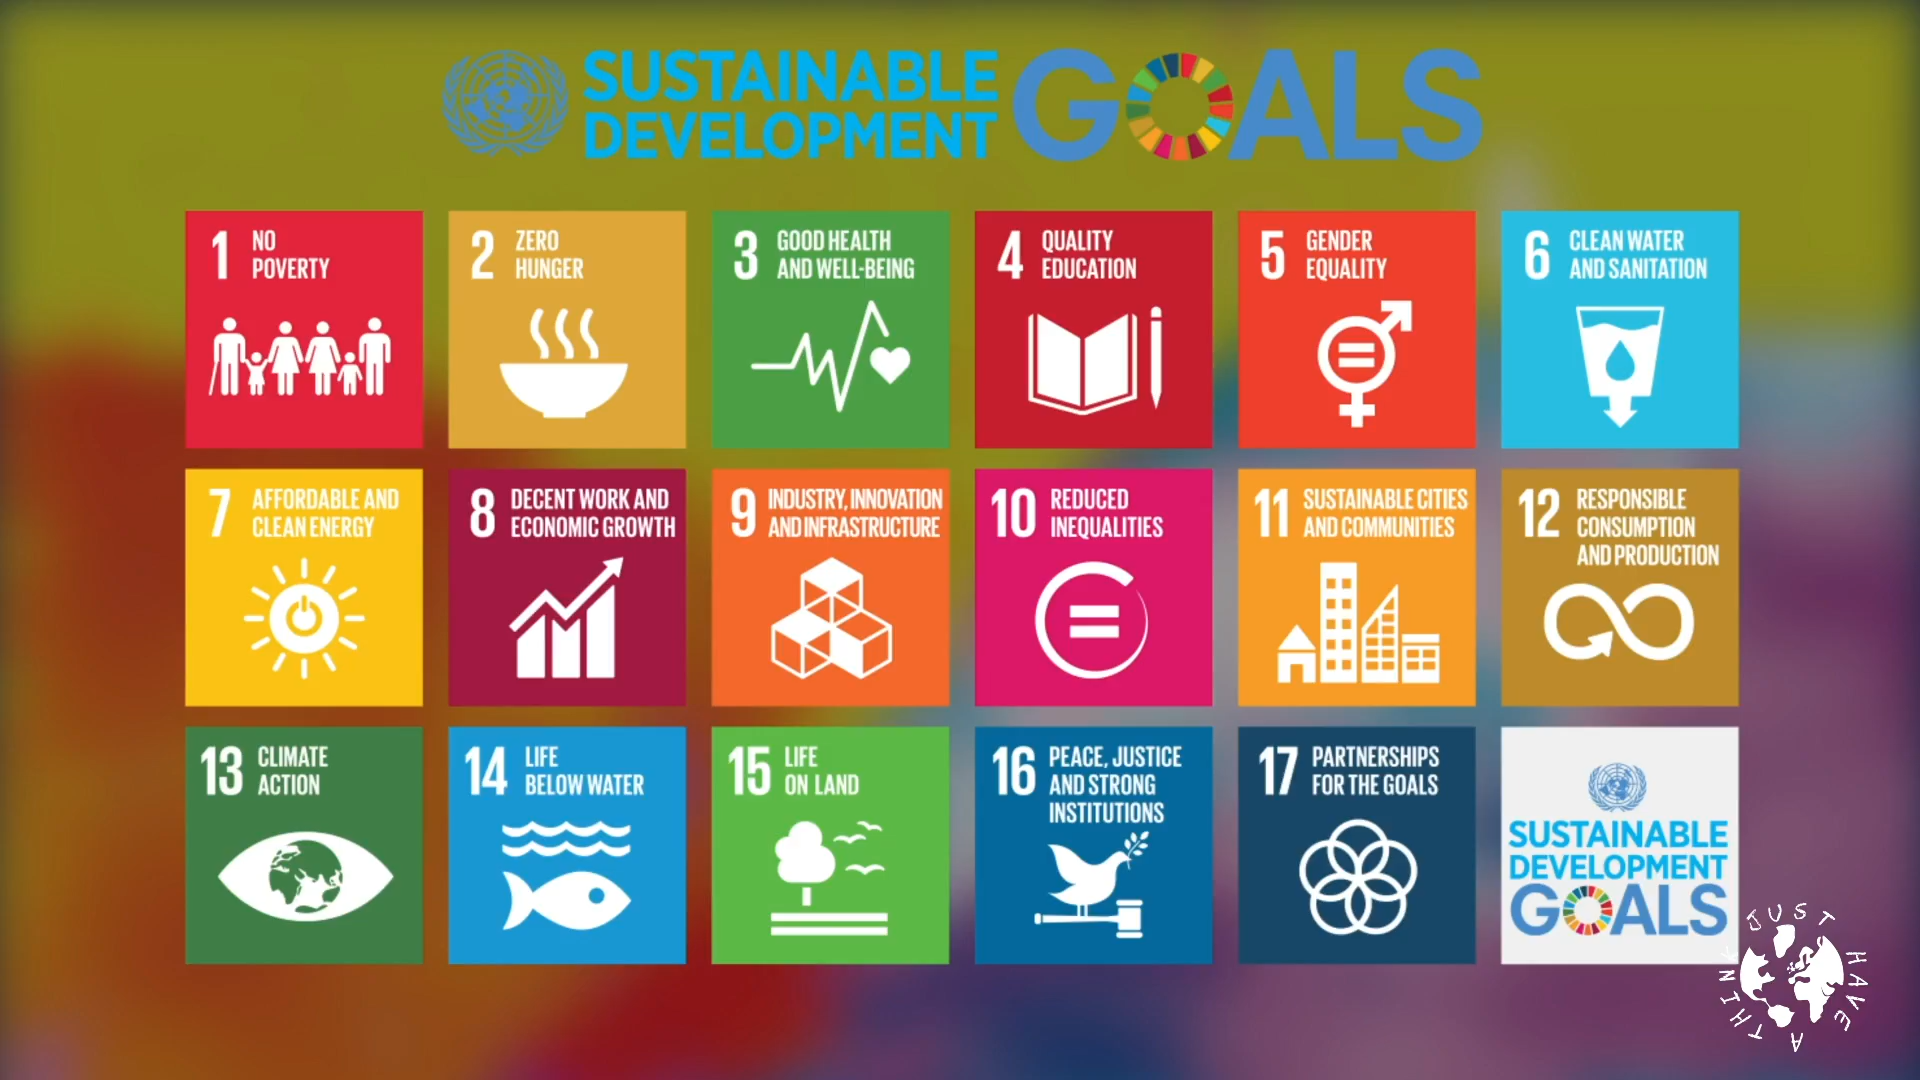 SUSTAINABLE
DEVELOPMENT
GOALS
1 NO
POVERTY
2 ZERO
HUNGER
3 GOOD HEALTH
AND WELL-BEING
4 QUALITY
EDUCATION
5 GENDER
EQUALITY
6 CLEAN WATER
AND SANITATION
7 AFFORDABLE AND
CLEAN ENERGY
8 DECENT WORK AND
ECONOMIC GROWTH
9 INDUSTRY, INNOVATION
AND INFRASTRUCTURE
10 REDUCED
INEQUALITIES
11 SUSTAINABLE CITIES
AND COMMUNITIES
12 RESPONSIBLE
CONSUMPTION
AND PRODUCTION
13 CLIMATE
ACTION
14 LIFE
BELOW WATER
15 LIFE
ON LAND
16 PEACE, JUSTICE
AND STRONG
INSTITUTIONS
17 PARTNERSHIPS
FOR THE GOALS
SUSTAINABLE
DEVELOPMENT
GOALS
JUST HAVE A THINK